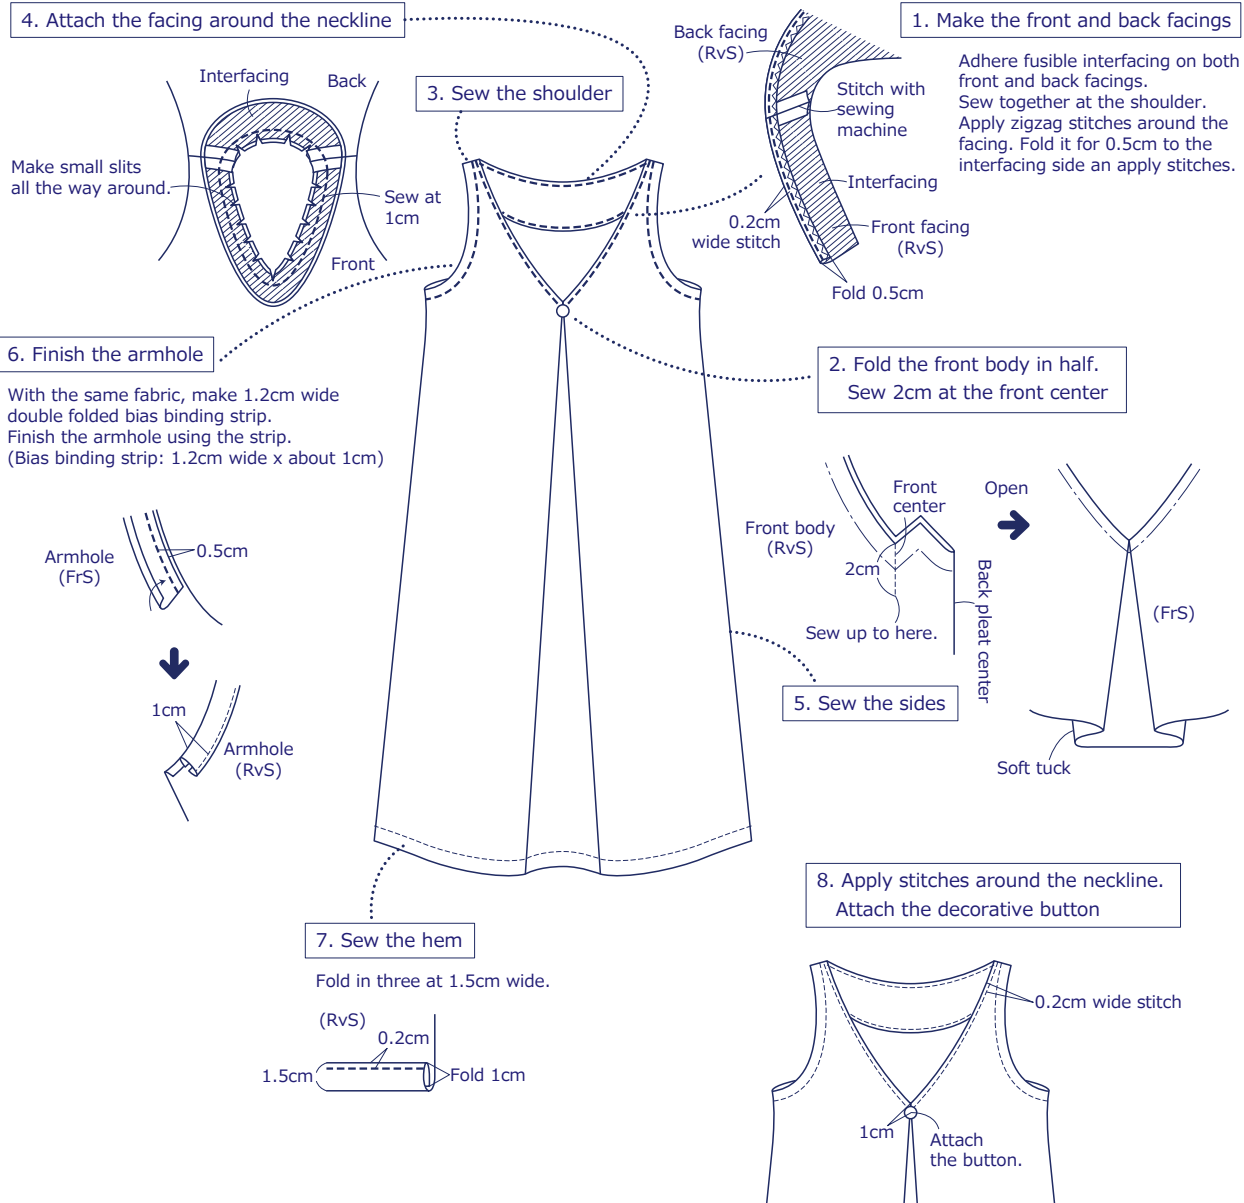 4. Attach the facing around the neckline
Interfacing
Back
Make small slits
all the way around.
Sew at
1cm
Front
3. Sew the shoulder
1. Make the front and back facings
Adhere fusible interfacing on both
front and back facings.
Sew together at the shoulder.
Apply zigzag stitches around the
facing. Fold it for 0.5cm to the
interfacing side an apply stitches.
Back facing
(RvS)
Stitch with
sewing
machine
Interfacing
0.2cm
wide stitch
Front facing
(RvS)
Fold 0.5cm
6. Finish the armhole
With the same fabric, make 1.2cm wide
double folded bias binding strip.
Finish the armhole using the strip.
(Bias binding strip: 1.2cm wide x about 1cm)
Armhole
(FrS)
0.5cm
1cm
Armhole
(RvS)
2. Fold the front body in half.
Sew 2cm at the front center
Front
center
Open
Front body
(RvS)
2cm
Sew up to here.
Back pleat center
(FrS)
Soft tuck
5. Sew the sides
7. Sew the hem
Fold in three at 1.5cm wide.
(RvS)
0.2cm
1.5cm
Fold 1cm
8. Apply stitches around the neckline.
Attach the decorative button
0.2cm wide stitch
1cm
Attach
the button.